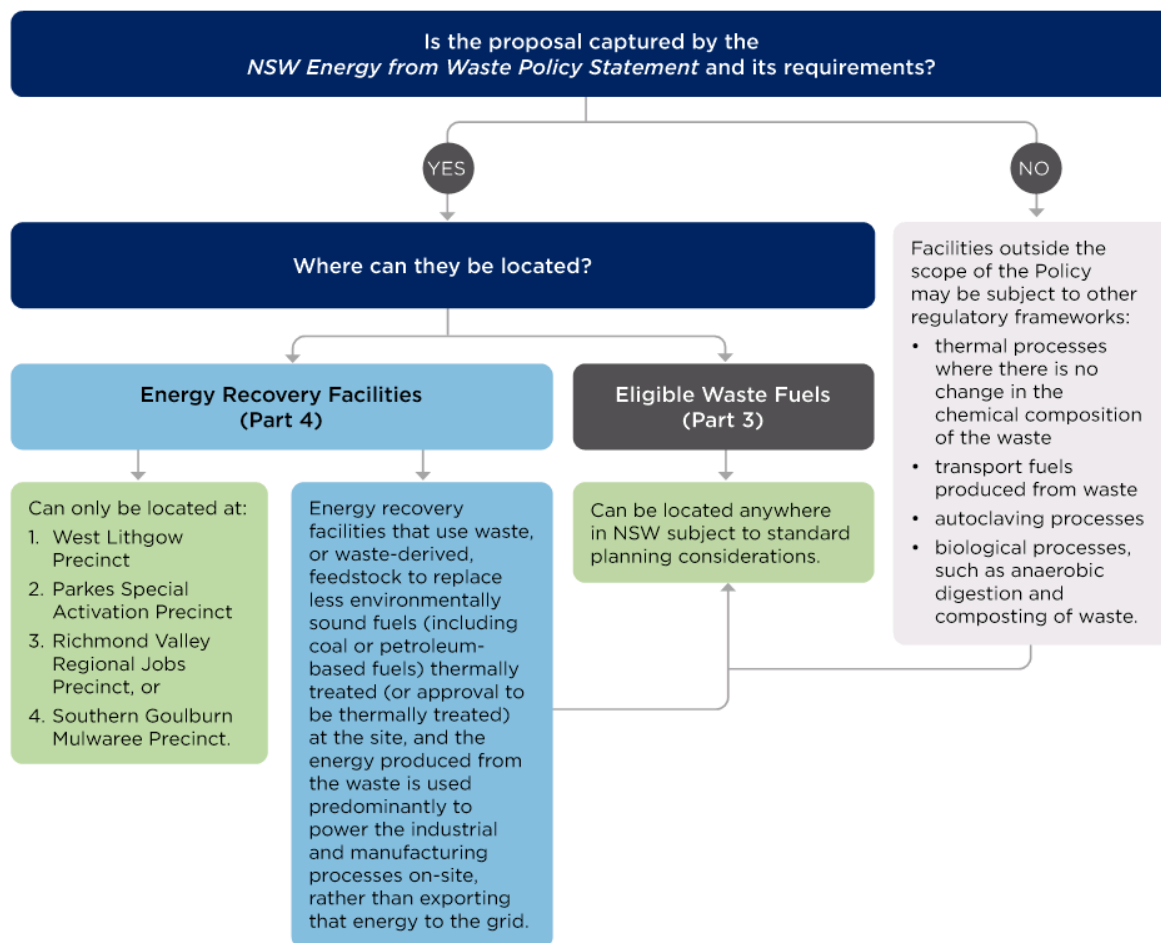 Is the proposal captured by the
NSW Energy from Waste Policy Statement and its requirements?
YES
NO
Where can they be located?
Energy Recovery Facilities
(Part 4)
Eligible Waste Fuels
(Part 3)
Can only be located at:
1. West Lithgow
Precinct
2. Parkes Special
Activation Precinct
3. Richmond Valley
Regional Jobs
Precinct, or
4. Southern Goulburn
Mulwaree Precinct.
Energy recovery
facilities that use waste,
or waste-derived,
feedstock to replace
less environmentally
sound fuels (including
coal or petroleum-
based fuels) thermally
treated (or approval to
be thermally treated)
at the site, and the
energy produced from
the waste is used
predominantly to
power the industrial
and manufacturing
processes on-site,
rather than exporting
that energy to the grid.
Can be located anywhere
in NSW subject to standard
planning considerations.
Facilities outside the
scope of the Policy
may be subject to other
regulatory frameworks:
• thermal processes
where there is no
change in the
chemical composition
of the waste
• transport fuels
produced from waste
• autoclaving processes
• biological processes,
such as anaerobic
digestion and
composting of waste.